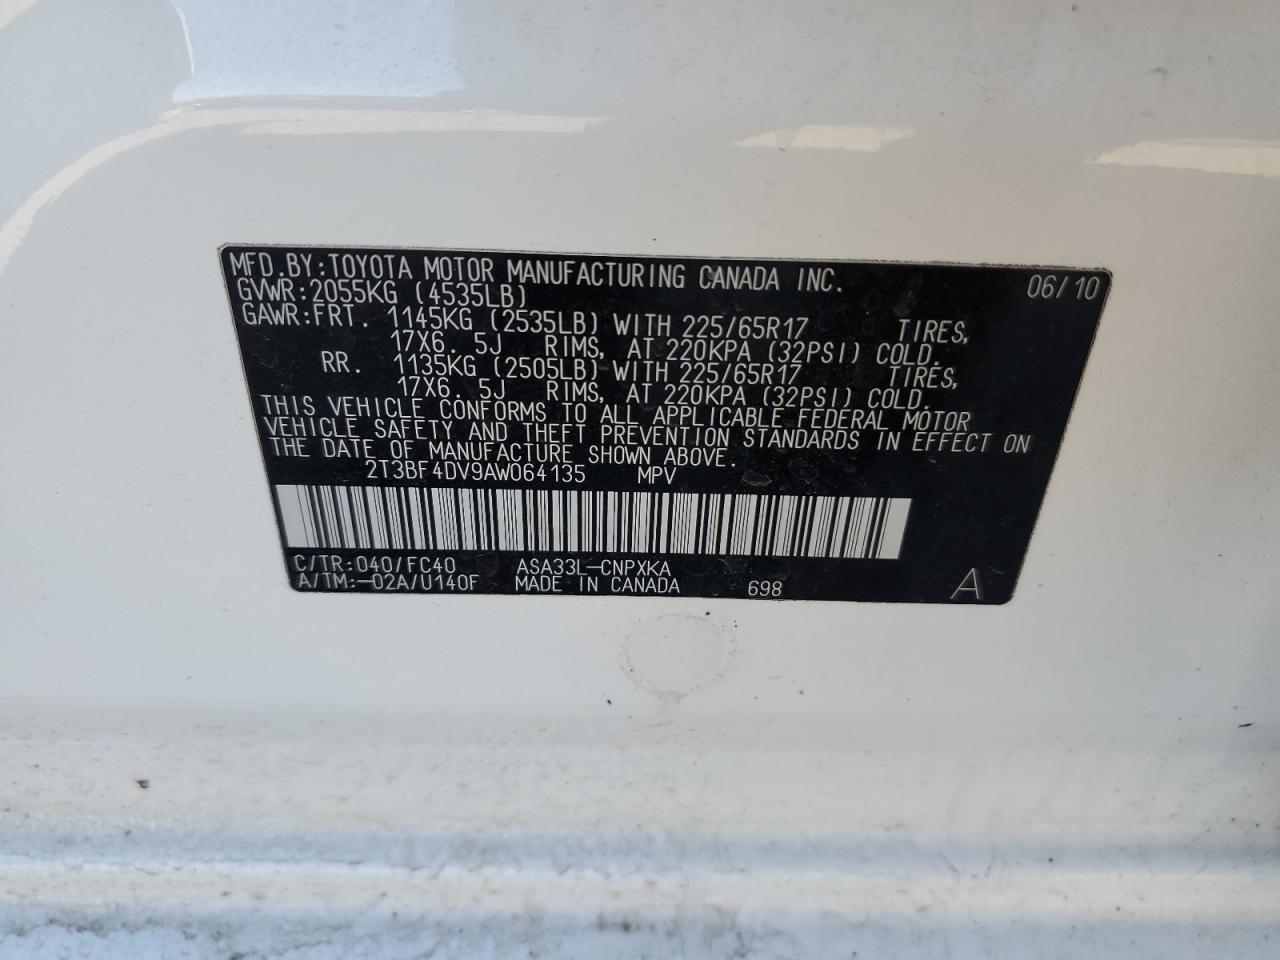 MFD.BY:TOYOTA MOTOR MANUFACTURING CANADA INC. 06/10
GVWR:2055KG (4535LB)
GAWR:FRT. 1145KG (2535LB) WITH 225/65R17 TIRES,
17X6. 5J RIMS, AT 220KPA (32PSI) COLD.
RR. 1135KG (2505LB) WITH 225/65R17 TIRES,
17X6. 5J RIMS, AT 220KPA (32PSI) COLD.
THIS VEHICLE CONFORMS TO ALL APPLICABLE FEDERAL MOTOR
VEHICLE SAFETY AND THEFT PREVENTION STANDARDS IN EFFECT ON
THE DATE OF MANUFACTURE SHOWN ABOVE.
2T3BF4DV9AW064135 MPV
C/TR:040/FC40 ASA33L-CNPXKA
A/TM:-02A/U140F MADE IN CANADA 698 A